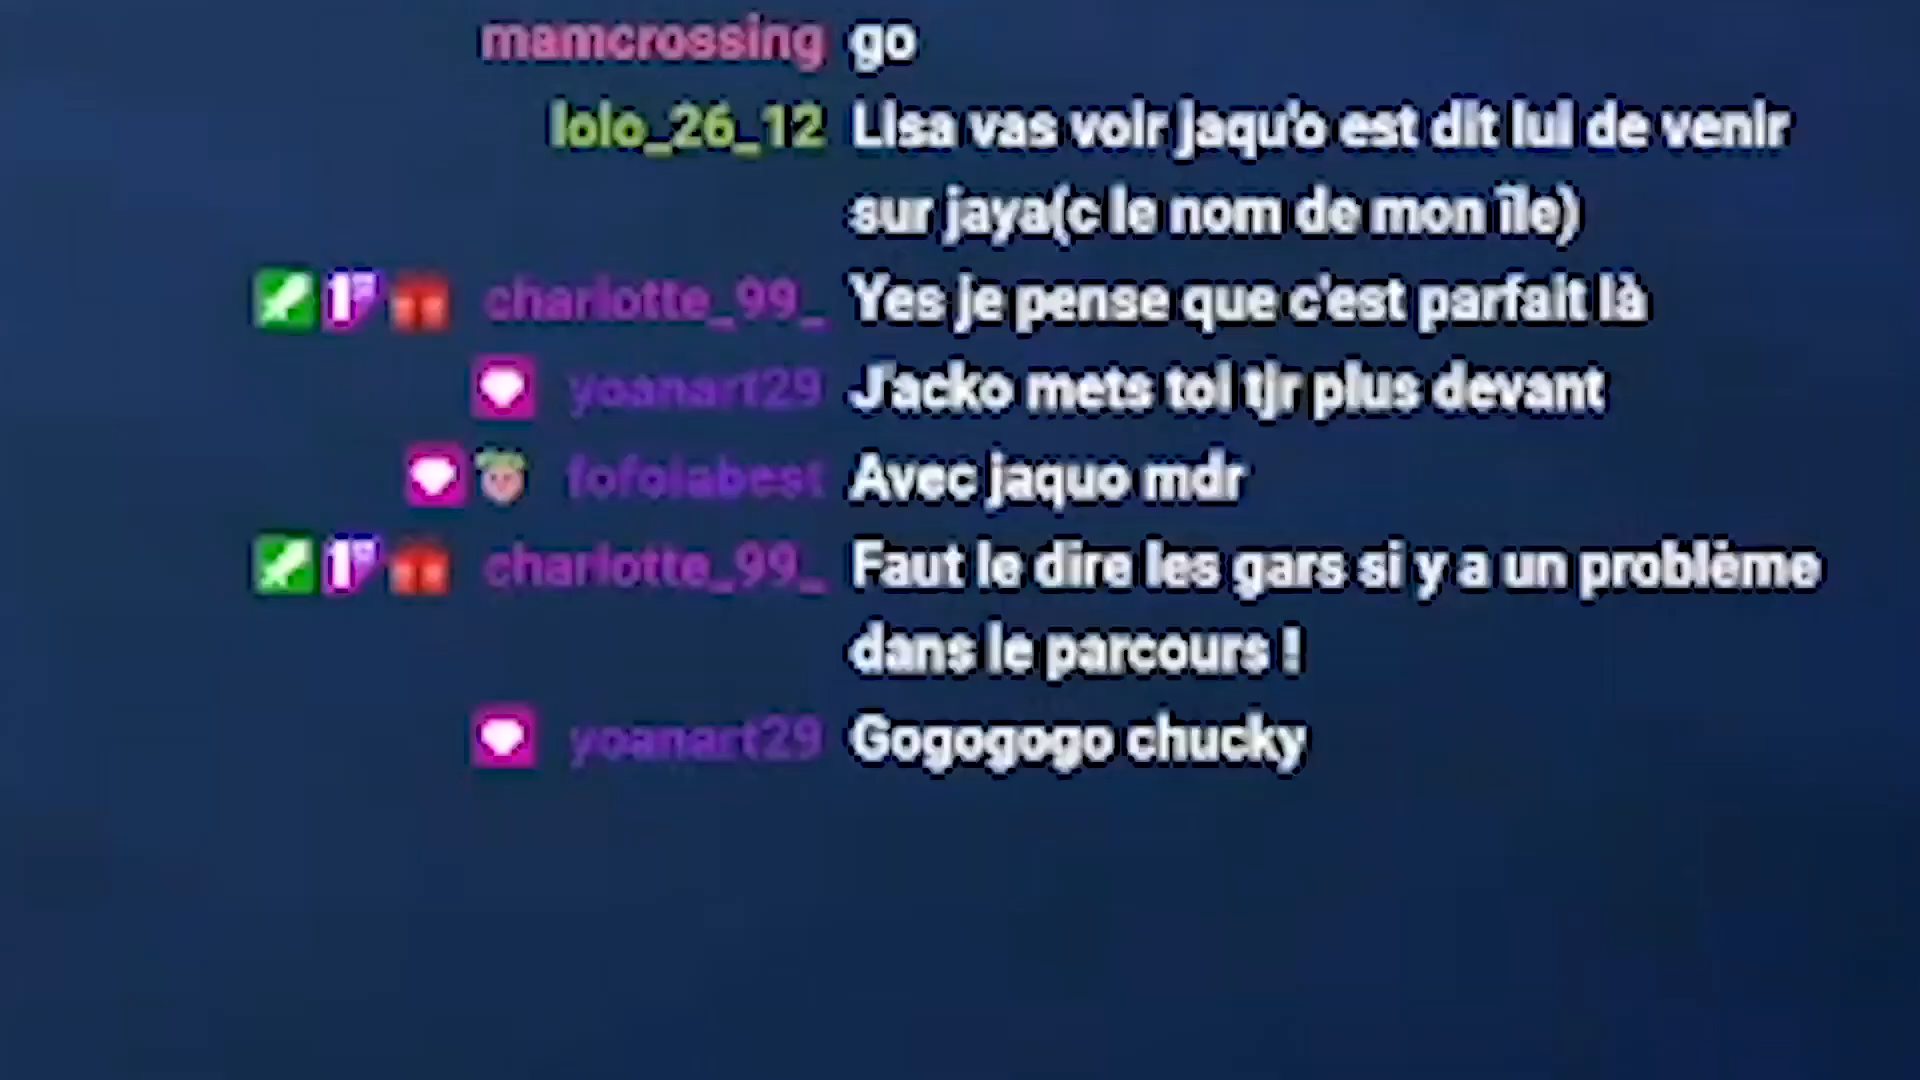 mamcrossing go
lolo_26_12 Lisa vas voir jaqu'o est dit lui de venir
sur jaya(c le nom de mon île)
charlotte_99_ Yes je pense que c'est parfait là
yoanart29 J'acko mets toi tjr plus devant
fofolabest Avec jaquo mdr
charlotte_99_ Faut le dire les gars si y a un problème
dans le parcours !
yoanart29 Gogogogo chucky